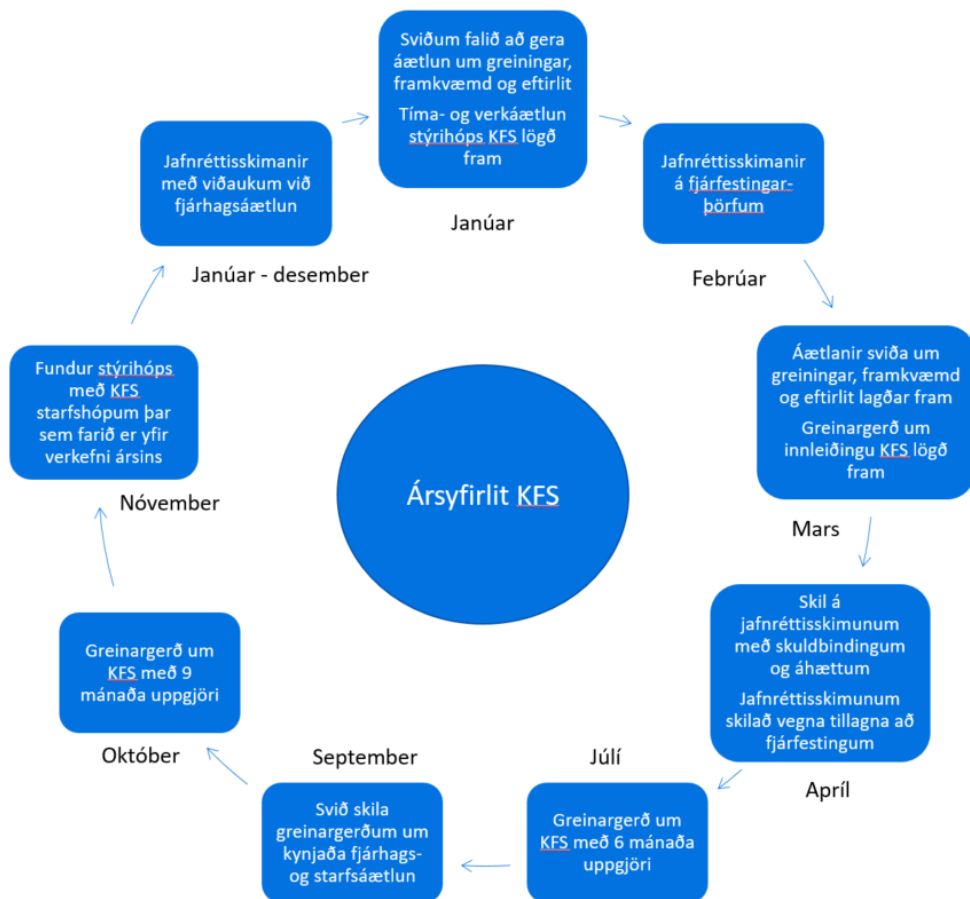 Sviðum falið að gera
áætlun um greiningar,
framkvæmd og eftirlit
Tíma- og verkáætlun
stýrihóps KFS lögð
fram
Janúar
Jafnréttisskimanir
á fjárfestingar-
þörfum
Febrúar
Áætlanir sviða um
greiningar, framkvæmd
og eftirlit lagðar fram
Greinargerð um
innleiðingu KFS lögð
fram
Mars
Skil á
jafnréttisskimunum
með skuldbindingum
og áhættum
Jafnréttisskimunum
skilað vegna tillagna að
fjárfestingum
Apríl
Júlí
Greinargerð um
KFS með 6 mánaða
uppgjöri
September
Svið skila
greinargerðum um
kynjaða fjárhags-
og starfsáætlun
Greinargerð um
KFS með 9
mánaða uppgjöri
Október
Fundur stýrihóps
með KFS
starfshópum þar
sem farið er yfir
verkefni ársins
Nóvember
Jafnréttisskimanir
með viðaukum við
fjárhagsáætlun
Janúar - desember
Ársyfirlit KFS